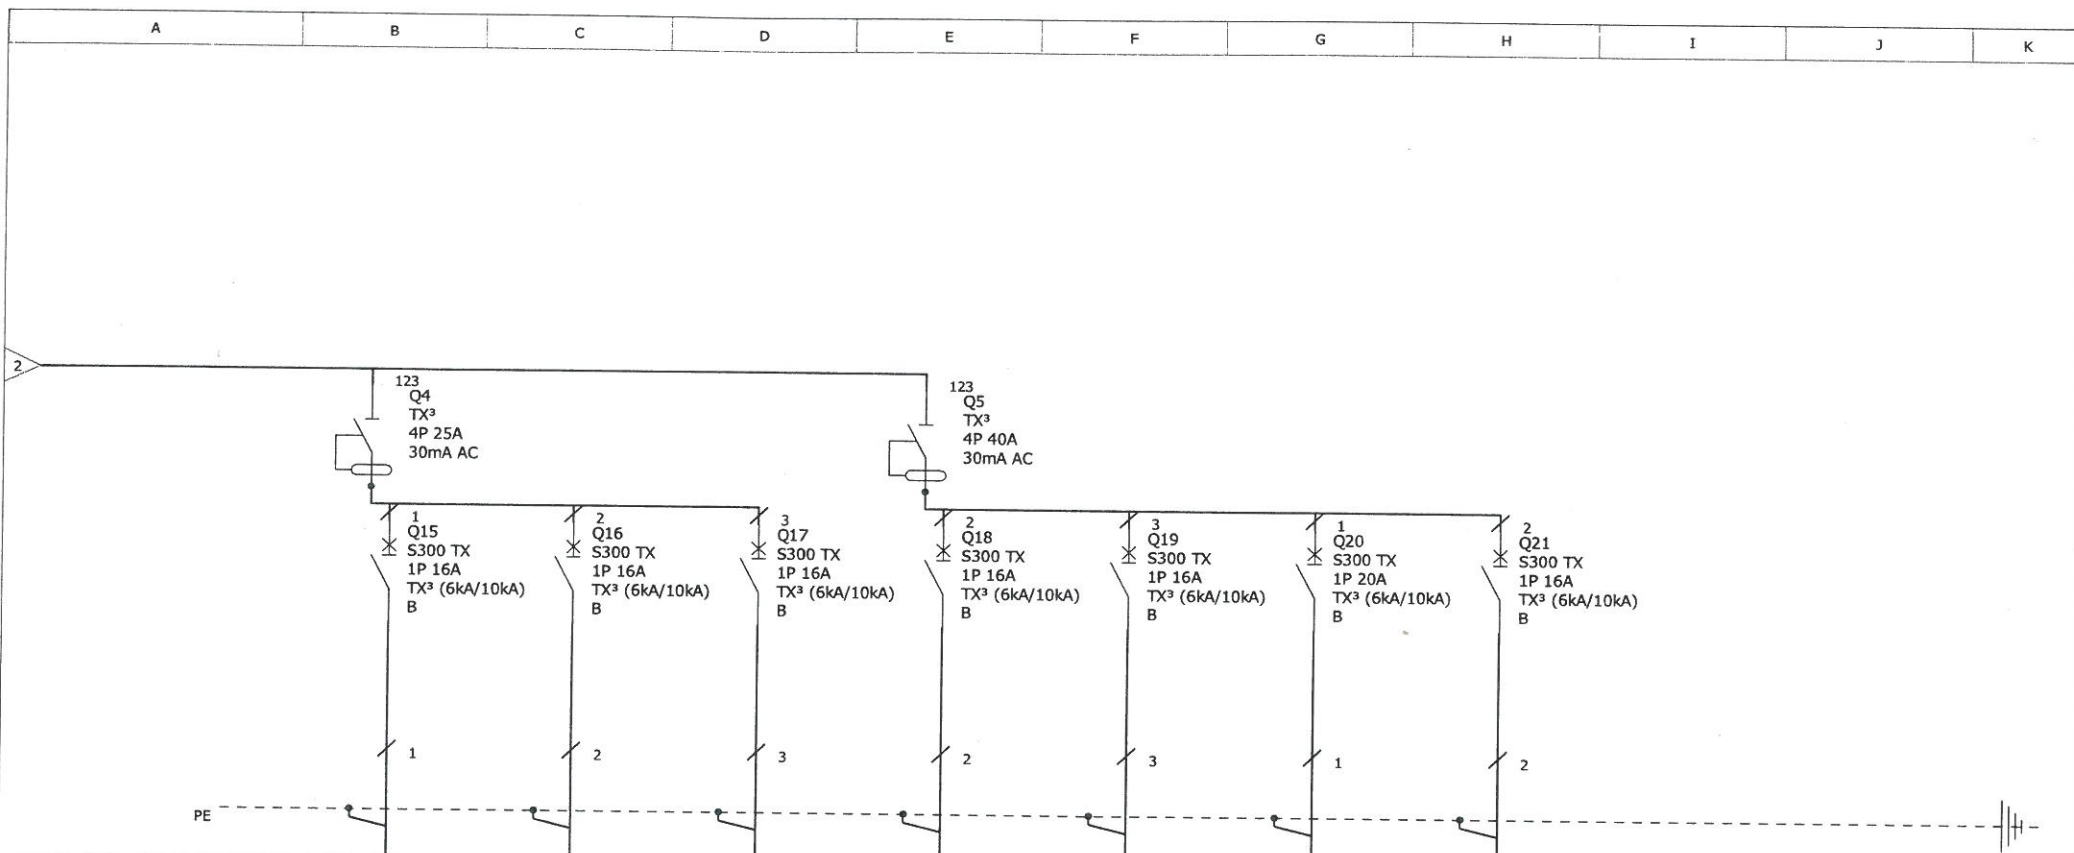 A B C D E F G H I J K
2
123
Q4
TX³
4P 25A
30mA AC
123
Q5
TX³
4P 40A
30mA AC
1
Q15
S300 TX
1P 16A
TX³ (6kA/10kA)
B
2
Q16
S300 TX
1P 16A
TX³ (6kA/10kA)
B
3
Q17
S300 TX
1P 16A
TX³ (6kA/10kA)
B
2
Q18
S300 TX
1P 16A
TX³ (6kA/10kA)
B
3
Q19
S300 TX
1P 16A
TX³ (6kA/10kA)
B
1
Q20
S300 TX
1P 20A
TX³ (6kA/10kA)
B
2
Q21
S300 TX
1P 16A
TX³ (6kA/10kA)
B
1 2 3 2 3 1 2
PE